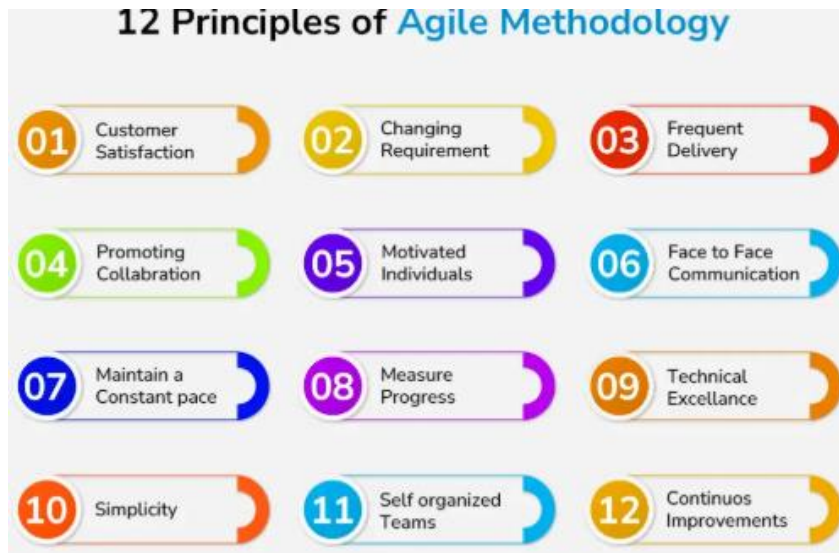 12 Principles of Agile Methodology
01
Customer
Satisfaction
02
Changing
Requirement
03
Frequent
Delivery
04
Promoting
Collabration
05
Motivated
Individuals
06
Face to Face
Communication
07
Maintain a
Constant pace
08
Measure
Progress
09
Technical
Excellance
10
Simplicity
11
Self organized
Teams
12
Continuos
Improvements